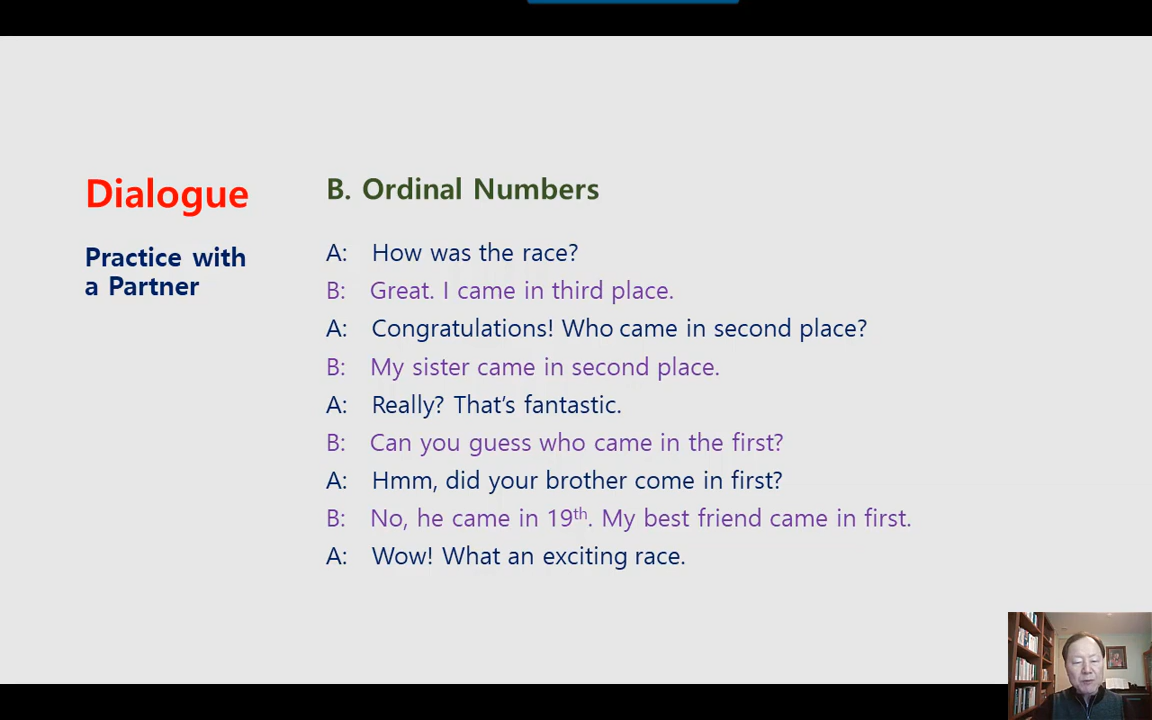 Dialogue
Practice with
a Partner
B. Ordinal Numbers
A: How was the race?
B: Great. I came in third place.
A: Congratulations! Who came in second place?
B: My sister came in second place.
A: Really? That’s fantastic.
B: Can you guess who came in the first?
A: Hmm, did your brother come in first?
B: No, he came in 19th. My best friend came in first.
A: Wow! What an exciting race.